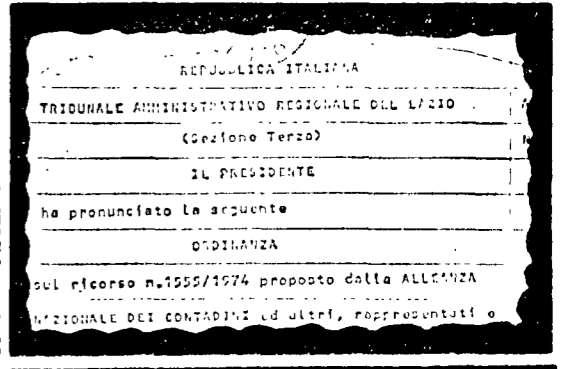 REPUBBLICA ITALIANA
TRIBUNALE AMMINISTRATIVO REGIONALE DEL LAZIO
(Sezione Terza)
IL PRESIDENTE
ha pronunciato la seguente
ORDINANZA
sul ricorso n.1555/1974 proposto dalla ALLEANZA
NAZIONALE DEI CONTADINI ed altri, rappresentati e